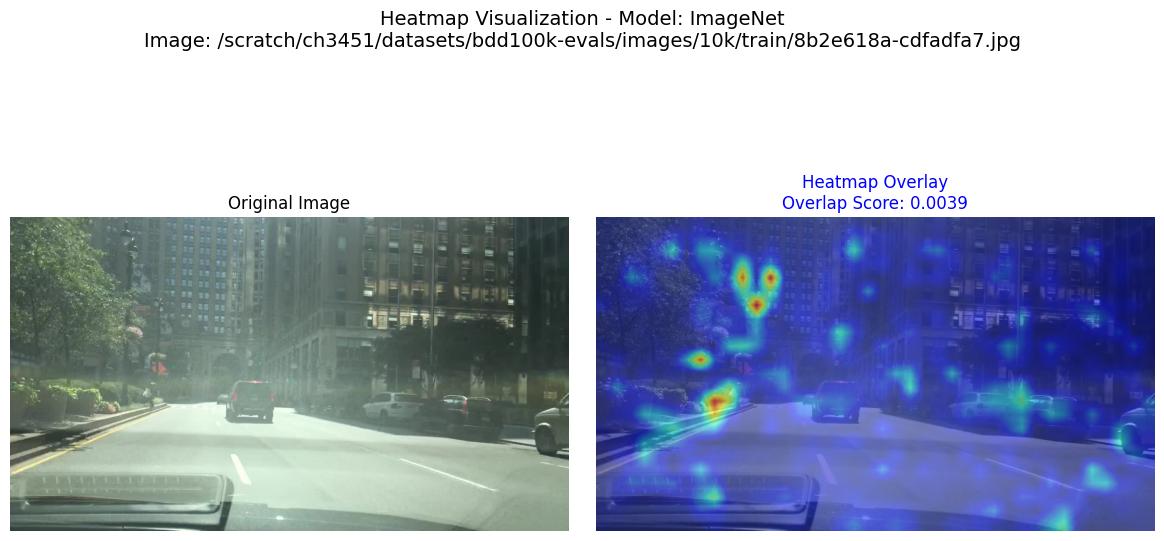 Heatmap Visualization - Model: ImageNet
Image: /scratch/ch3451/datasets/bdd100k-evals/images/10k/train/8b2e618a-cdfadfa7.jpg
Original Image
Heatmap Overlay
Overlap Score: 0.0039